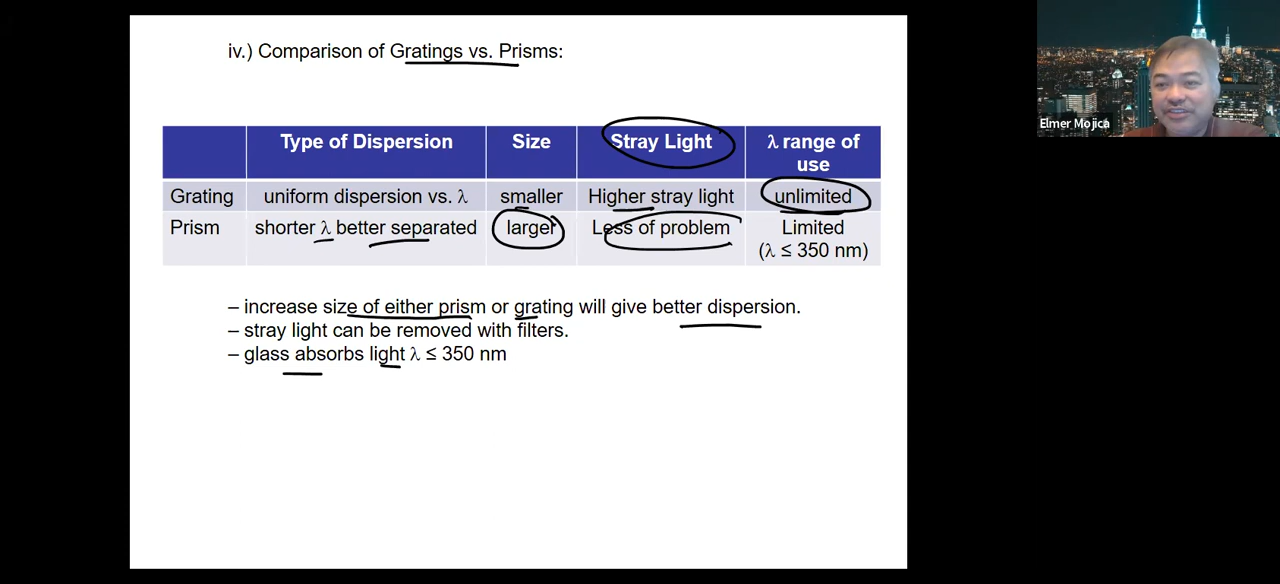 iv.) Comparison of Gratings vs. Prisms:
Elmer Mojica
Type of Dispersion Size Stray Light λ range of
use
Grating uniform dispersion vs. λ smaller Higher stray light unlimited
Prism shorter λ better separated larger Less of problem Limited
(λ ≤ 350 nm)
– increase size of either prism or grating will give better dispersion.
– stray light can be removed with filters.
– glass absorbs light λ ≤ 350 nm